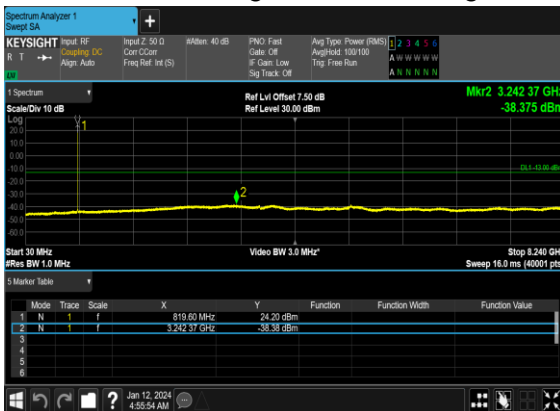 Spectrum Analyzer 1
Swept SA
+
KEYSIGHT Input: RF Input Z: 50 Ω #Atten: 40 dB PNO: Fast Avg Type: Power (RMS) 1 2 3 4 5 6
R T Coupling: DC Corr CCorr Gate: Off Avg|Hold: 100/100 A W W W W W
Align: Auto Freq Ref: Int (S) IF Gain: Low Trig: Free Run
Sig Track: Off A N N N N N
1 Spectrum Ref Lvl Offset 7.50 dB Mkr2 3.242 37 GHz
Scale/Div 10 dB Ref Level 30.00 dBm -38.375 dBm
Log
20.0 1
10.0
0.00
-10.0 DL1 -13.00 dBm
-20.0
-30.0 2
-40.0
-50.0
-60.0
Start 30 MHz Video BW 3.0 MHz* Stop 8.240 GHz
#Res BW 1.0 MHz Sweep 16.0 ms (40001 pts)
5 Marker Table
Mode Trace Scale X Y Function Function Width Function Value
1 N 1 f 819.60 MHz 24.20 dBm
2 N 1 f 3.242 37 GHz -38.38 dBm
3
4
5
6
? Jan 12, 2024
4:55:54 AM